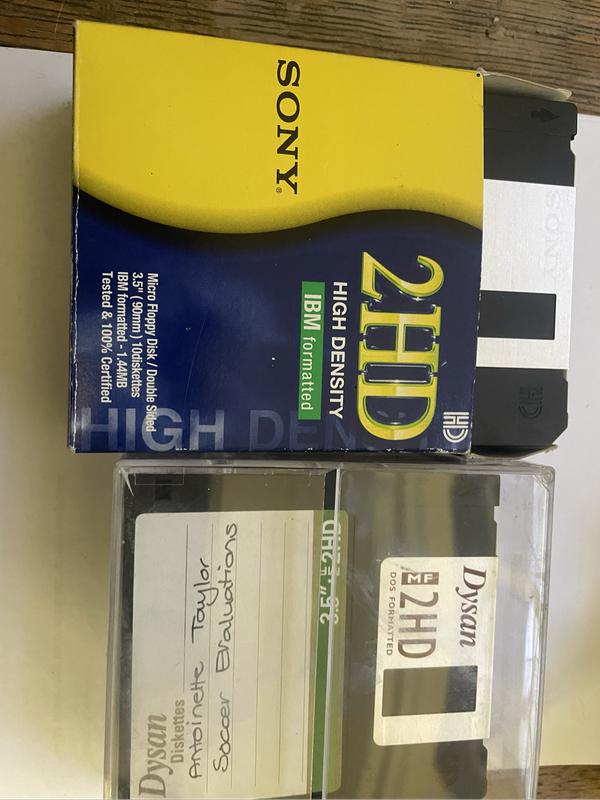 SONY®
2HD
HIGH DENSITY
IBM formatted
Micro Floppy Disk / Double Sided
3.5" (90mm) 10diskettes
IBM formatted - 1.44MB
Tested & 100% Certified
HIGH DENSITY
HD
SONY
HD
Dysan
MF
2HD
DOS FORMATTED
3.5" 2HD
Dysan
Diskettes
Antoinette Taylor
Soccer Evaluations